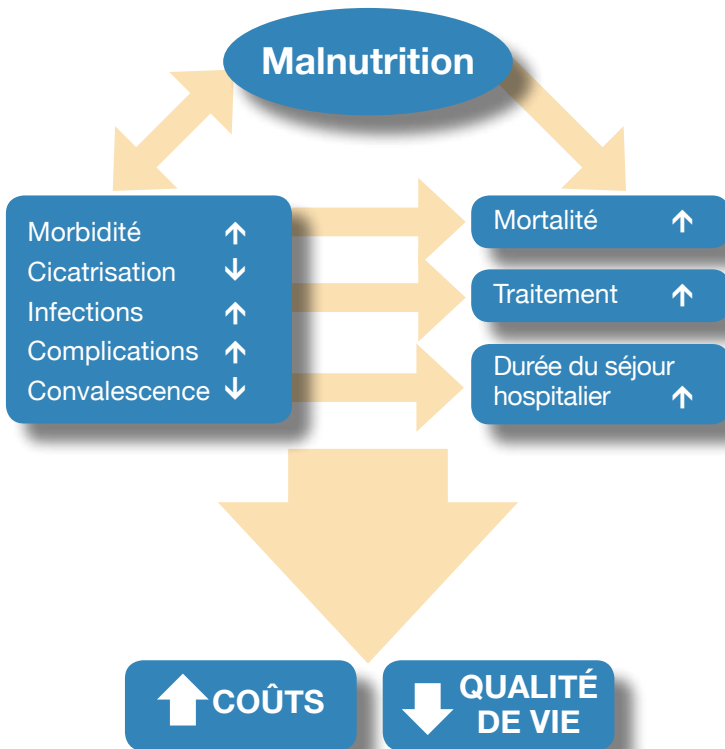 Malnutrition
Morbidité ↑
Cicatrisation ↓
Infections ↑
Complications ↑
Convalescence ↓
Mortalité ↑
Traitement ↑
Durée du séjour
hospitalier ↑
COÛTS
QUALITÉ
DE VIE